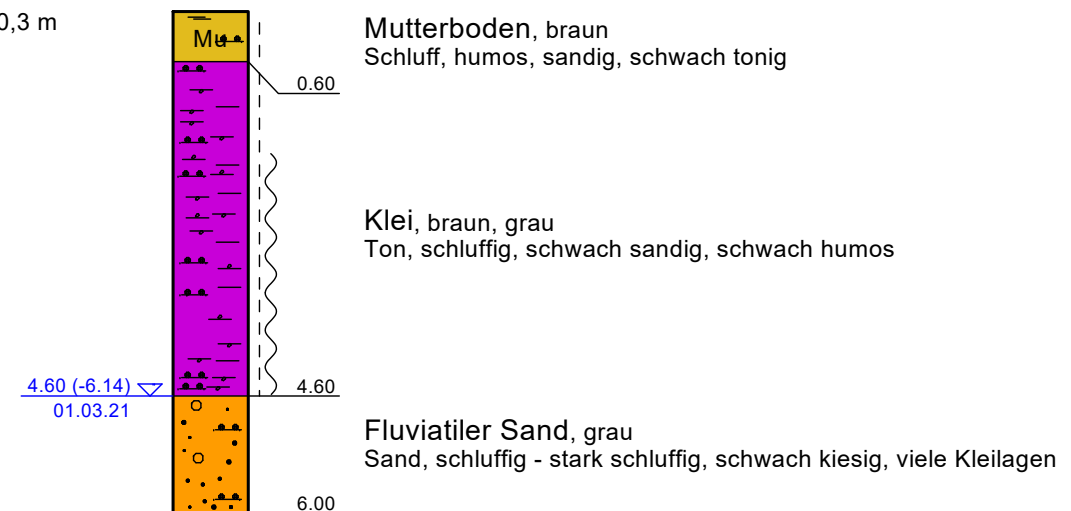 0,3 m
Mu
Mutterboden, braun
Schluff, humos, sandig, schwach tonig
0.60
Klei, braun, grau
Ton, schluffig, schwach sandig, schwach humos
4.60 (-6.14)
01.03.21
4.60
Fluviatiler Sand, grau
Sand, schluffig - stark schluffig, schwach kiesig, viele Kleilagen
6.00